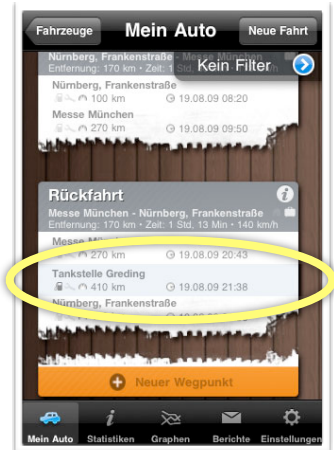 Fahrzeuge
Mein Auto
Neue Fahrt
Nürnberg, Frankenstraße - Messe München
Entfernung: 170 km • Zeit: 1 Std,
Kein Filter
Nürnberg, Frankenstraße
100 km 19.08.09 08:20
Messe München
270 km 19.08.09 09:50
Rückfahrt
Messe München - Nürnberg, Frankenstraße
Entfernung: 170 km • Zeit: 1 Std, 13 Min • 140 km/h
Messe München
270 km 19.08.09 20:43
Tankstelle Greding
410 km 19.08.09 21:38
Nürnberg, Frankenstraße
Neuer Wegpunkt
Mein Auto
Statistiken
Graphen
Berichte
Einstellungen